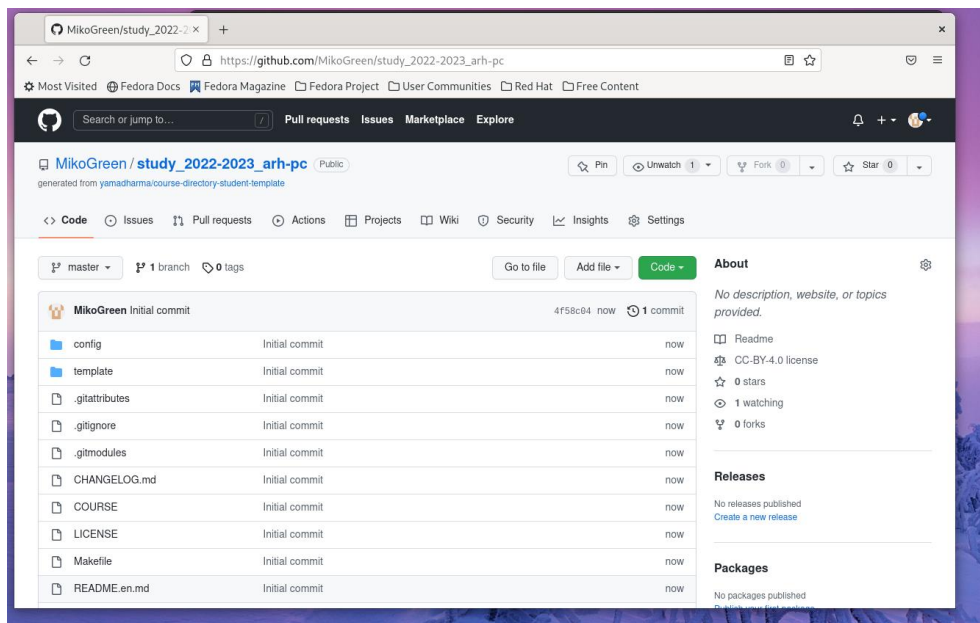 MikoGreen/study_2022-2
https://github.com/MikoGreen/study_2022-2023_arh-pc
Most Visited Fedora Docs Fedora Magazine Fedora Project User Communities Red Hat Free Content
Search or jump to... / Pull requests Issues Marketplace Explore
MikoGreen / study_2022-2023_arh-pc Public Pin Unwatch 1 Fork 0 Star 0
generated from yamadharma/course-directory-student-template
Code Issues Pull requests Actions Projects Wiki Security Insights Settings
master 1 branch 0 tags Go to file Add file Code
MikoGreen Initial commit 4f58c04 now 1 commit
config Initial commit now
template Initial commit now
.gitattributes Initial commit now
.gitignore Initial commit now
.gitmodules Initial commit now
CHANGELOG.md Initial commit now
COURSE Initial commit now
LICENSE Initial commit now
Makefile Initial commit now
README.en.md Initial commit now
About
No description, website, or topics
provided.
Readme
CC-BY-4.0 license
0 stars
1 watching
0 forks
Releases
No releases published
Create a new release
Packages
No packages published
Publish your first package